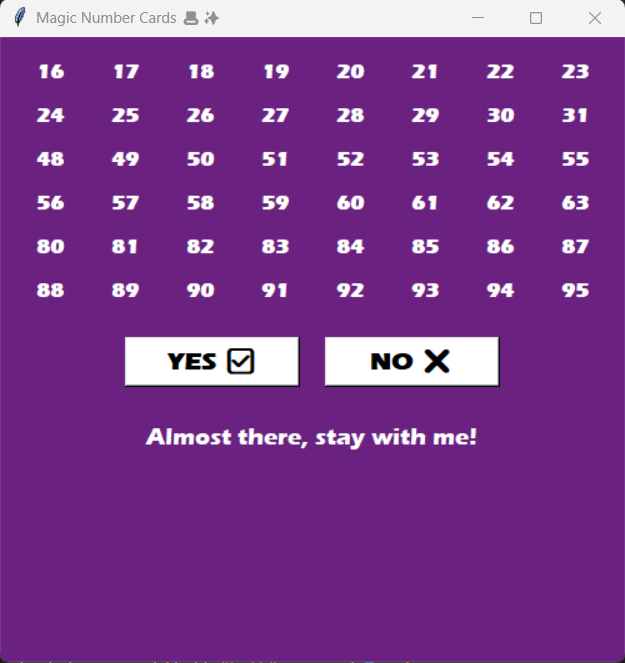 Magic Number Cards
16 17 18 19 20 21 22 23
24 25 26 27 28 29 30 31
48 49 50 51 52 53 54 55
56 57 58 59 60 61 62 63
80 81 82 83 84 85 86 87
88 89 90 91 92 93 94 95
YES NO
Almost there, stay with me!